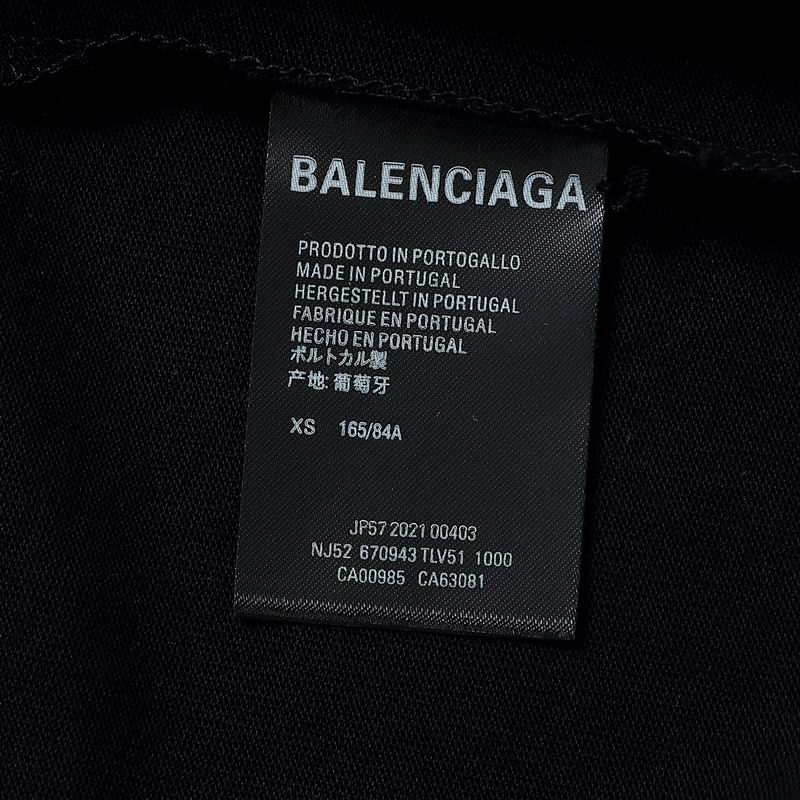 BALENCIAGA
PRODOTTO IN PORTOGALLO
MADE IN PORTUGAL
HERGESTELLT IN PORTUGAL
FABRIQUE EN PORTUGAL
HECHO EN PORTUGAL
ポルトカル製
产地: 葡萄牙
XS 165/84A
JP57 2021 00403
NJ52 670943 TLV51 1000
CA00985 CA63081